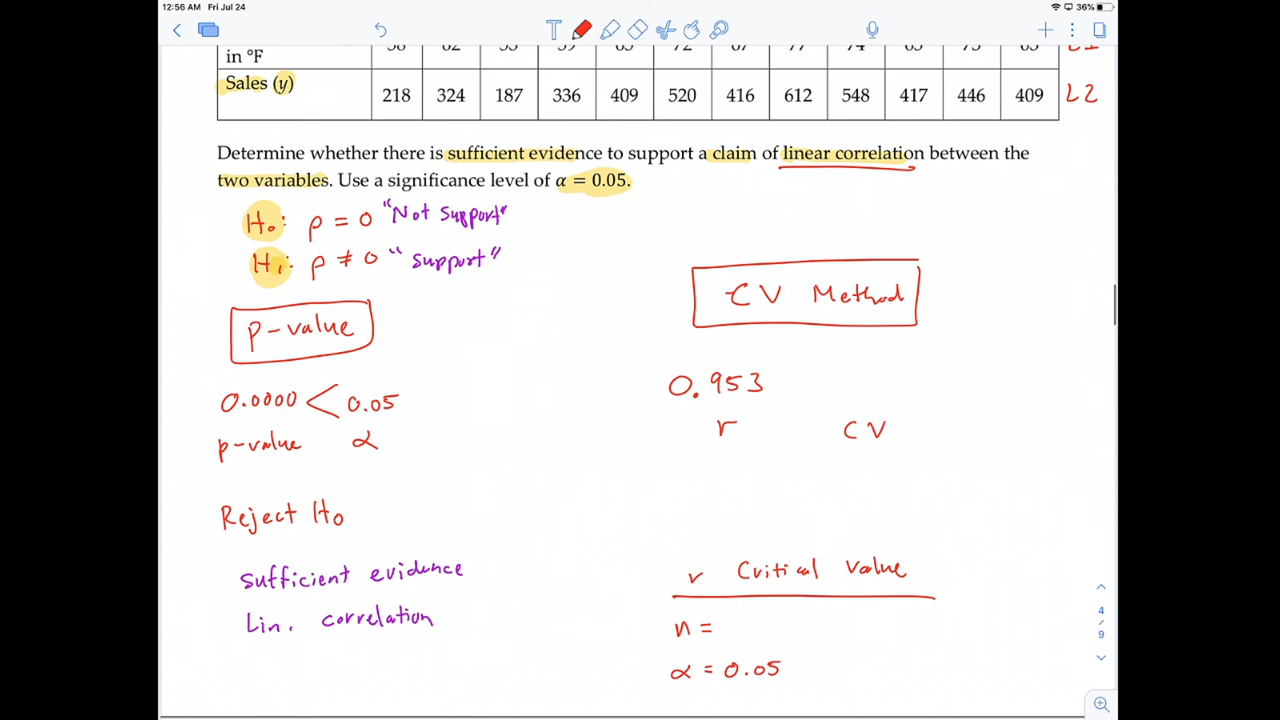 12:56 AM Fri Jul 24 36%
T
in °F
L1
Sales (y) 218 324 187 336 409 520 416 612 548 417 446 409 L2
Determine whether there is sufficient evidence to support a claim of linear correlation between the
two variables. Use a significance level of α = 0.05.
H₀: ρ = 0 "Not Support"
H₁: ρ ≠ 0 "Support"
P-value
CV Method
0.0000 < 0.05
p-value α
0.953
r CV
Reject H₀
Sufficient evidence
Lin. correlation
r Critical Value
n =
α = 0.05
4
/
9